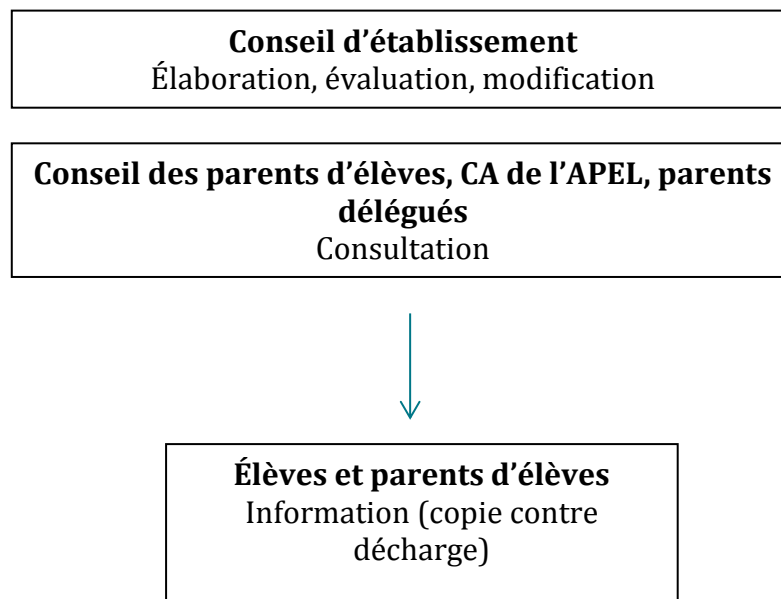 Conseil d’établissement
Élaboration, évaluation, modification
Conseil des parents d’élèves, CA de l’APEL, parents
délégués
Consultation
Élèves et parents d’élèves
Information (copie contre
décharge)